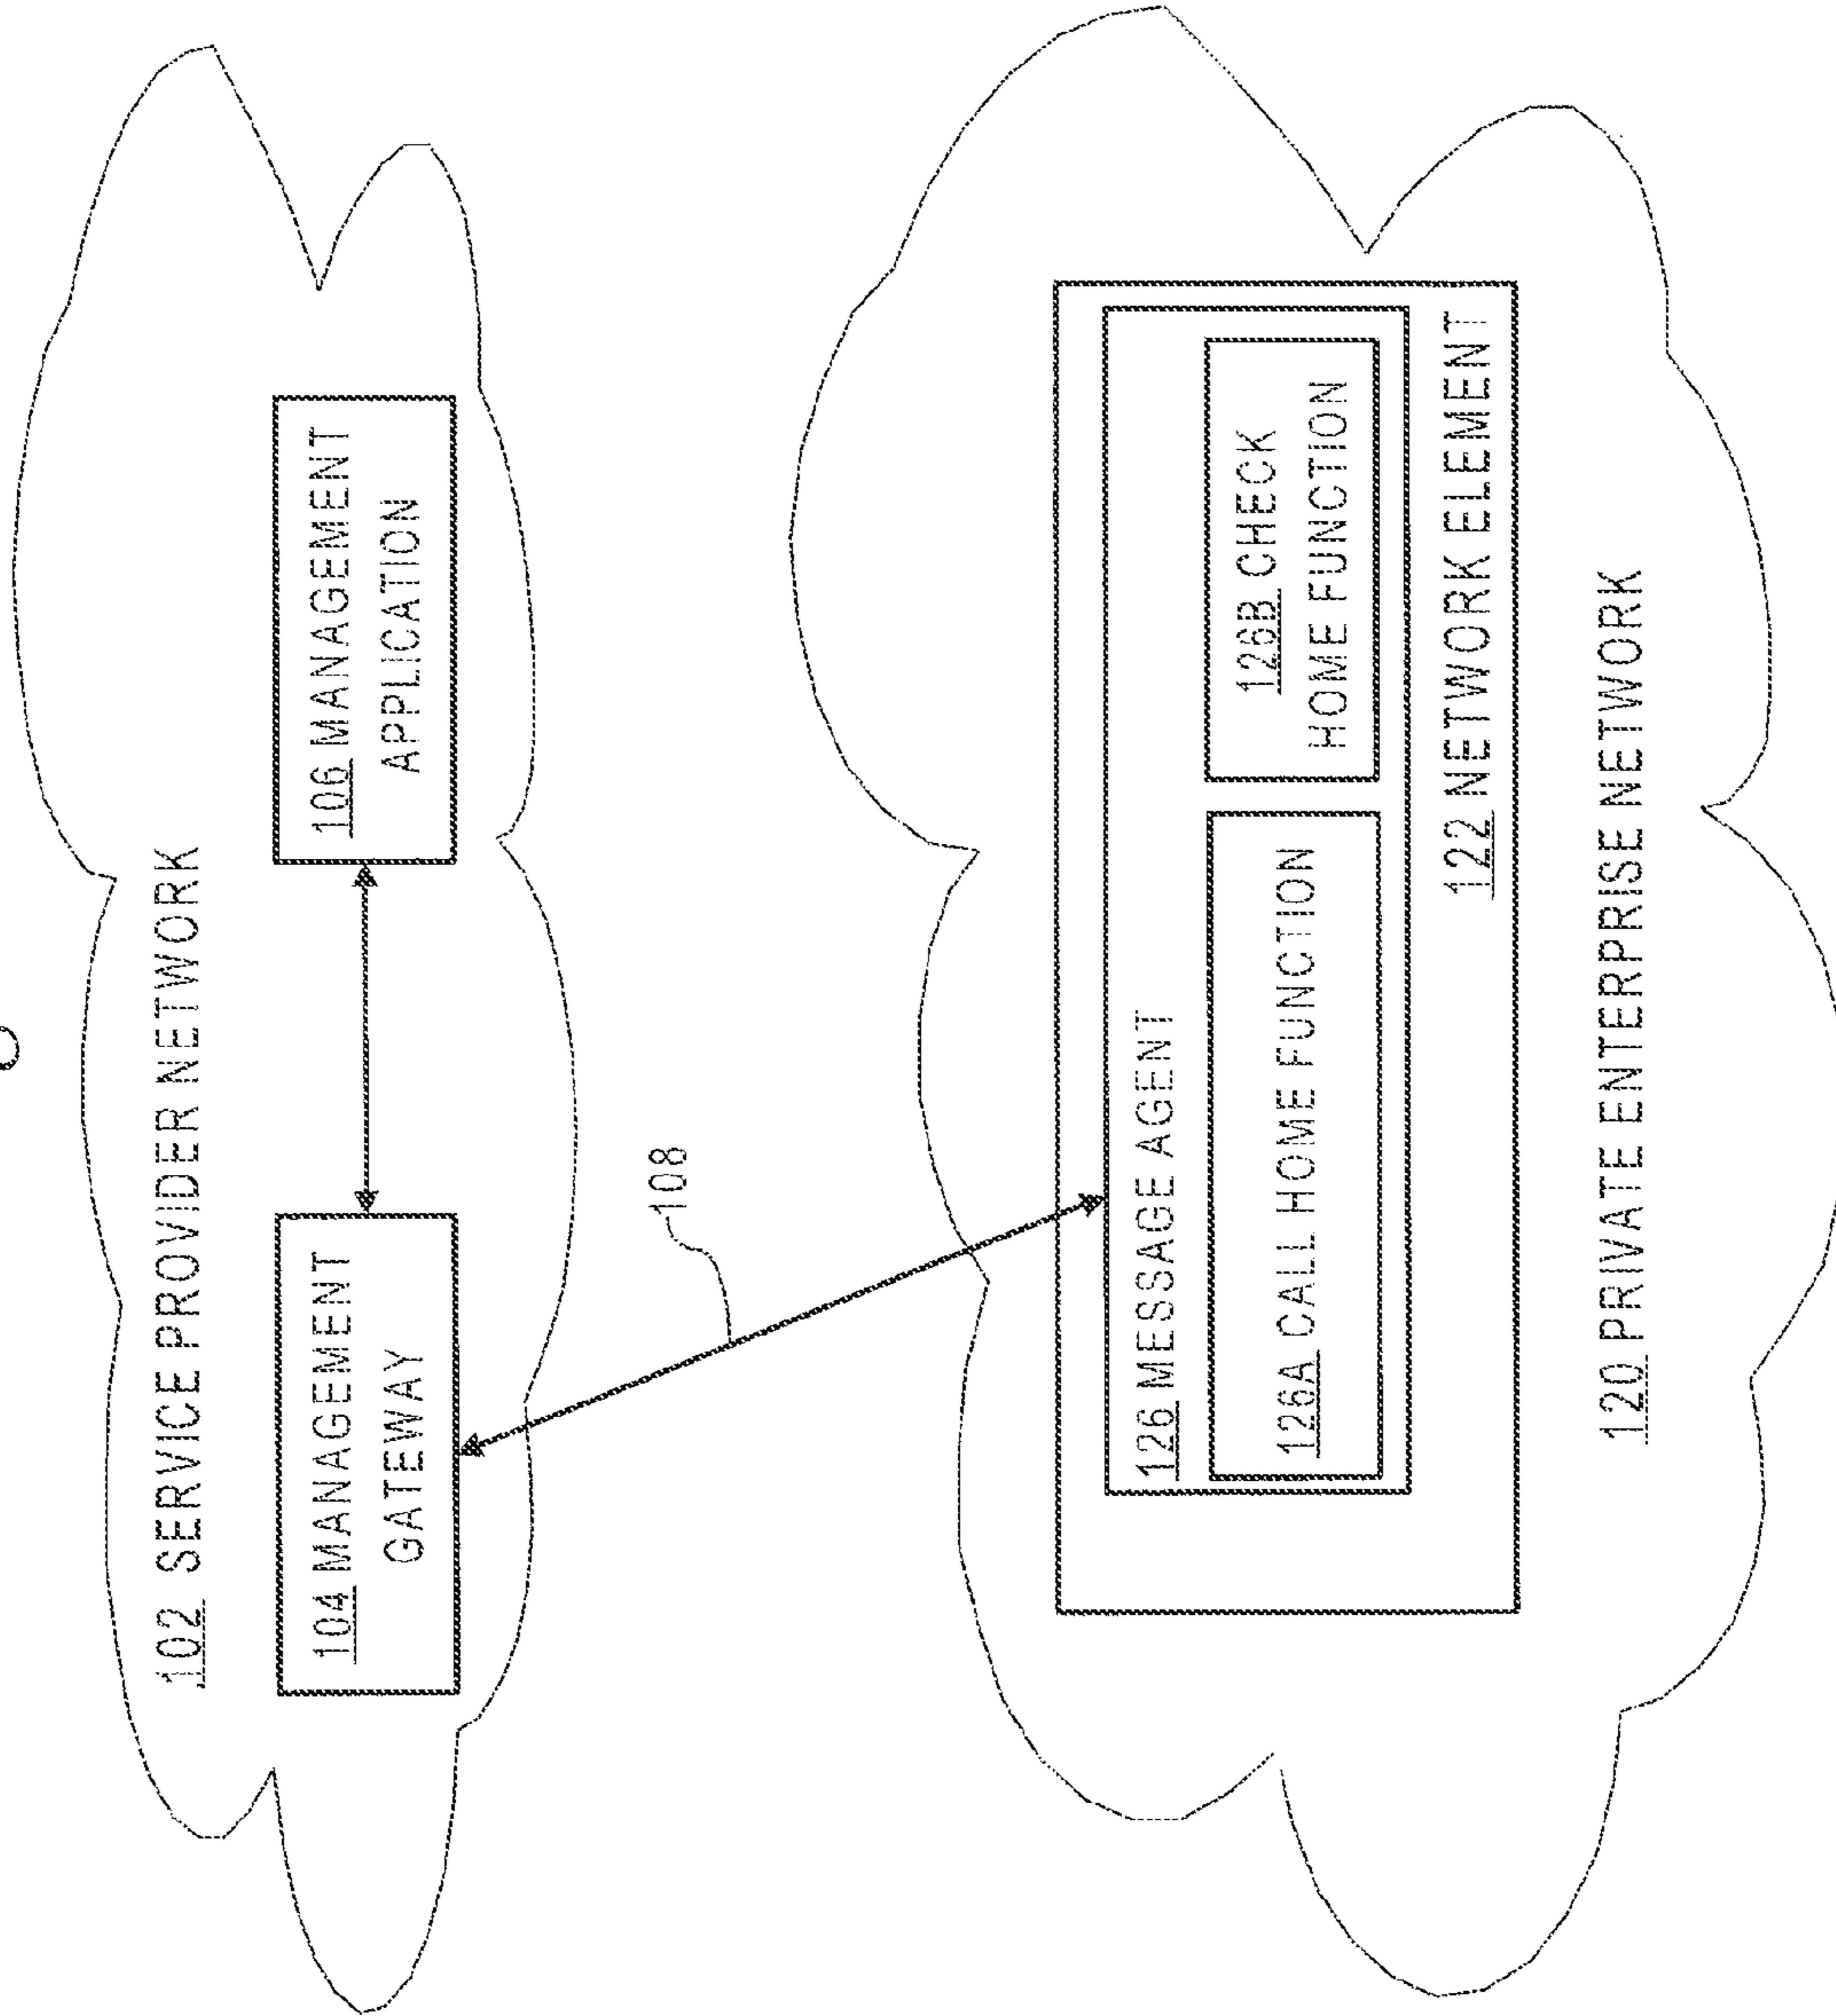 102 SERVICE PROVIDER NETWORK
104 MANAGEMENT
GATEWAY
106 MANAGEMENT
APPLICATION
108
126 MESSAGE AGENT
126A CALL HOME FUNCTION
126B CHECK
HOME FUNCTION
122 NETWORK ELEMENT
120 PRIVATE ENTERPRISE NETWORK